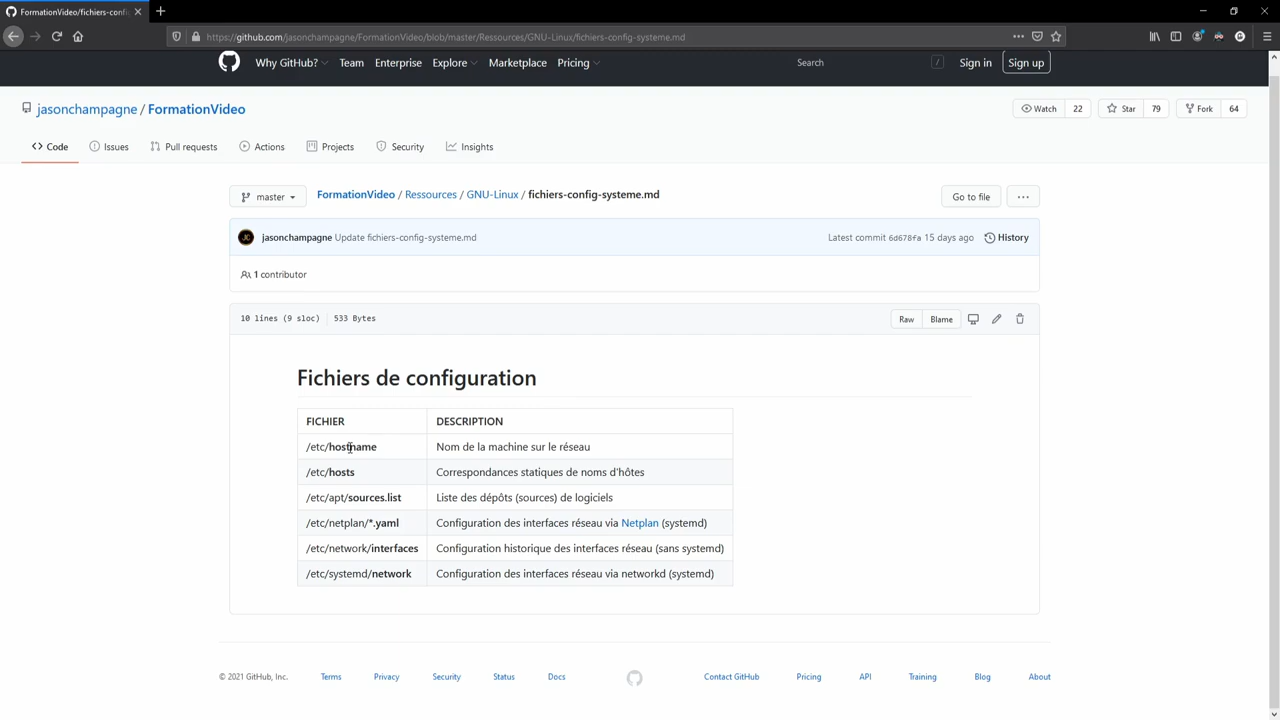 FormationVideo/fichiers-confi
https://github.com/jasonchampagne/FormationVideo/blob/master/Ressources/GNU-Linux/fichiers-config-systeme.md
Why GitHub? Team Enterprise Explore Marketplace Pricing Search / Sign in Sign up
jasonchampagne / FormationVideo Watch 22 Star 79 Fork 64
Code Issues Pull requests Actions Projects Security Insights
master FormationVideo / Ressources / GNU-Linux / fichiers-config-systeme.md Go to file ...
jasonchampagne Update fichiers-config-systeme.md Latest commit 6d678fa 15 days ago History
1 contributor
10 lines (9 sloc) 533 Bytes Raw Blame
Fichiers de configuration
FICHIER DESCRIPTION
/etc/hostname Nom de la machine sur le réseau
/etc/hosts Correspondances statiques de noms d'hôtes
/etc/apt/sources.list Liste des dépôts (sources) de logiciels
/etc/netplan/*.yaml Configuration des interfaces réseau via Netplan (systemd)
/etc/network/interfaces Configuration historique des interfaces réseau (sans systemd)
/etc/systemd/network Configuration des interfaces réseau via networkd (systemd)
© 2021 GitHub, Inc. Terms Privacy Security Status Docs Contact GitHub Pricing API Training Blog About